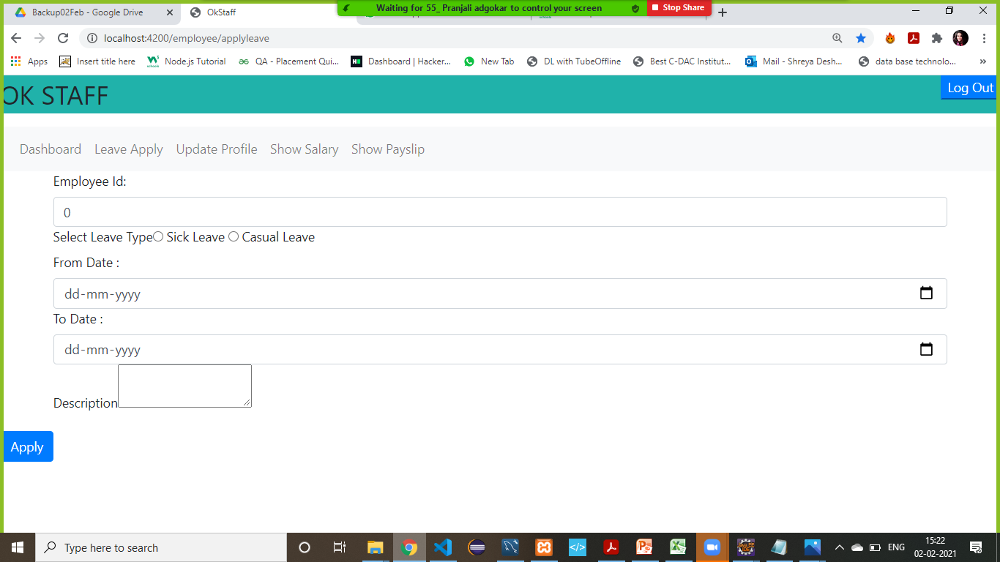 Backup02Feb - Google Drive
OkStaff
Waiting for 55_ Pranjali adgokar to control your screen
Stop Share
localhost:4200/employee/applyleave
Apps
Insert title here
Node.js Tutorial
QA - Placement Qui...
Dashboard | Hacker...
New Tab
DL with TubeOffline
Best C-DAC Institut...
Mail - Shreya Desh...
data base technolo...
»
OK STAFF
Log Out
Dashboard Leave Apply Update Profile Show Salary Show Payslip
Employee Id:
0
Select Leave Type Sick Leave Casual Leave
From Date :
dd-mm-yyyy
To Date :
dd-mm-yyyy
Description
Apply
Type here to search
ENG
15:22
02-02-2021